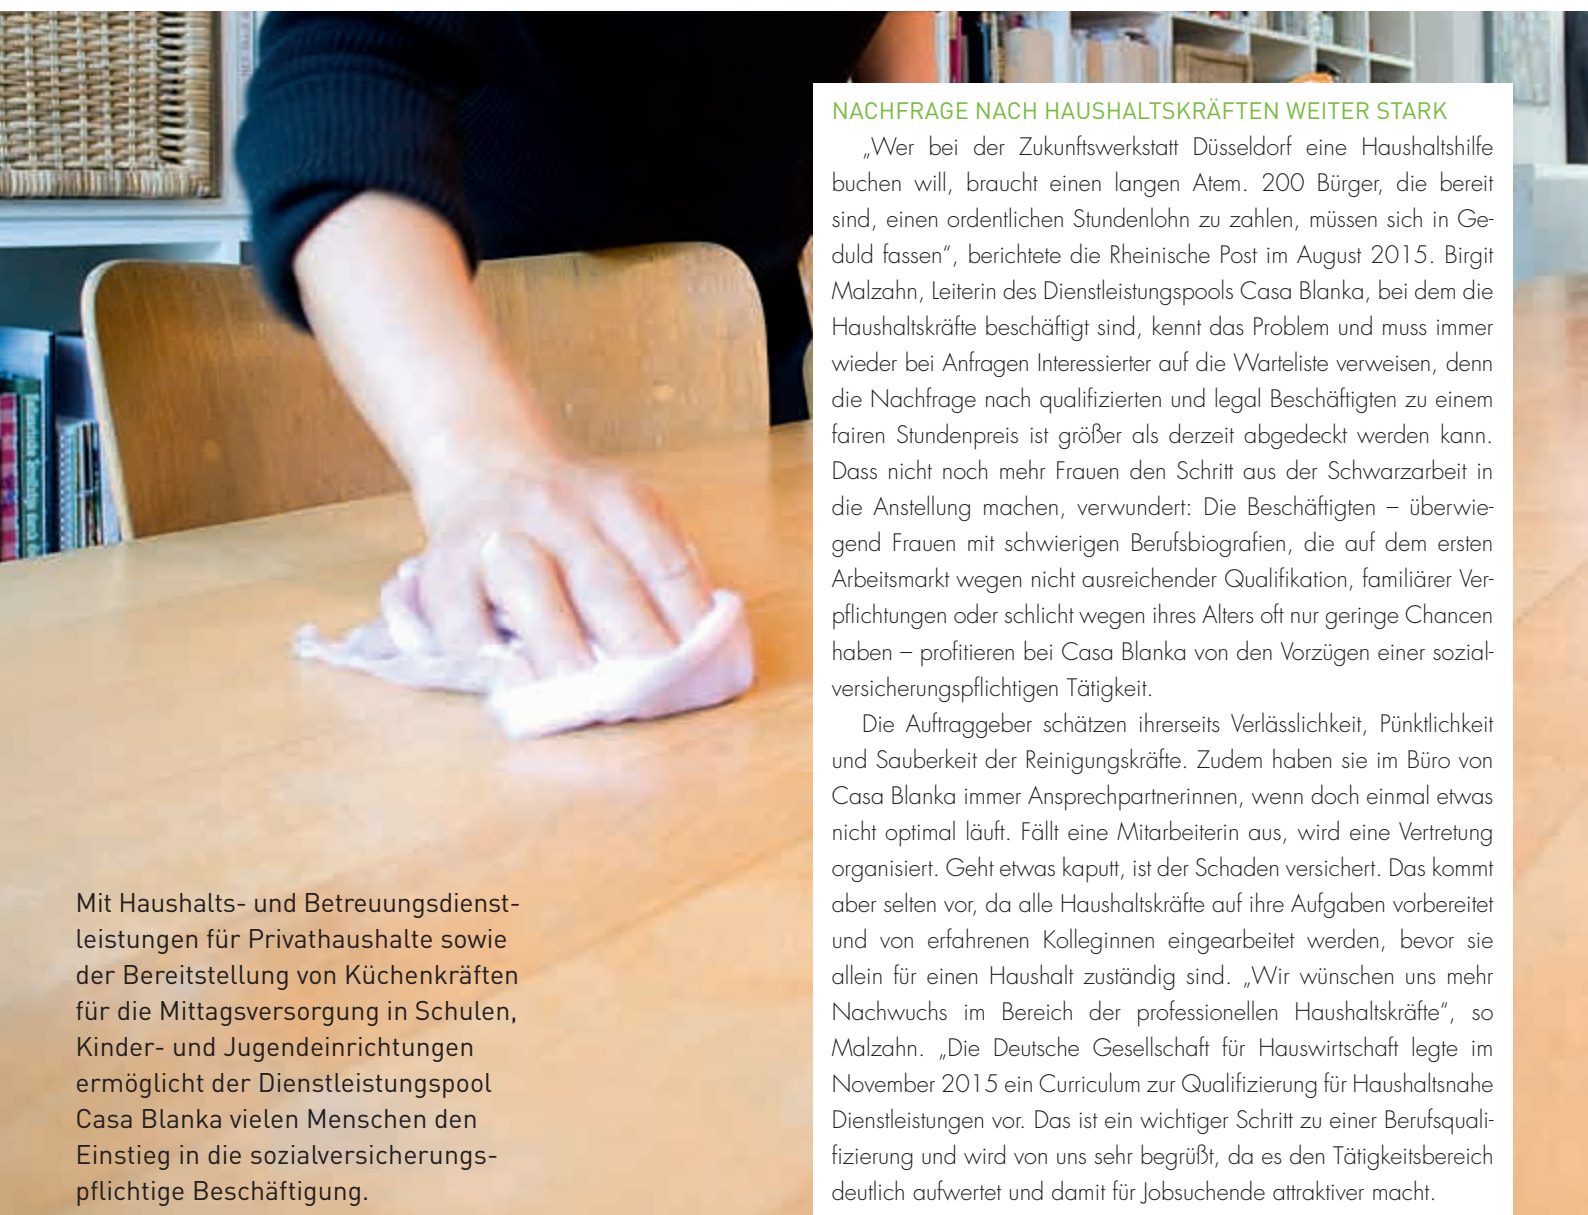 NACHFRAGE NACH HAUSHALTSKRÄFTEN WEITER STARK
„Wer bei der Zukunftswerkstatt Düsseldorf eine Haushaltshilfe
buchen will, braucht einen langen Atem. 200 Bürger, die bereit
sind, einen ordentlichen Stundenlohn zu zahlen, müssen sich in Ge-
duld fassen“, berichtete die Rheinische Post im August 2015. Birgit
Malzahn, Leiterin des Dienstleistungspools Casa Blanka, bei dem die
Haushaltskräfte beschäftigt sind, kennt das Problem und muss immer
wieder bei Anfragen Interessierter auf die Warteliste verweisen, denn
die Nachfrage nach qualifizierten und legal Beschäftigten zu einem
fairen Stundenpreis ist größer als derzeit abgedeckt werden kann.
Dass nicht noch mehr Frauen den Schritt aus der Schwarzarbeit in
die Anstellung machen, verwundert: Die Beschäftigten – überwie-
gend Frauen mit schwierigen Berufsbiografien, die auf dem ersten
Arbeitsmarkt wegen nicht ausreichender Qualifikation, familiärer Ver-
pflichtungen oder schlicht wegen ihres Alters oft nur geringe Chancen
haben – profitieren bei Casa Blanka von den Vorzügen einer sozial-
versicherungspflichtigen Tätigkeit.
Die Auftraggeber schätzen ihrerseits Verlässlichkeit, Pünktlichkeit
und Sauberkeit der Reinigungskräfte. Zudem haben sie im Büro von
Casa Blanka immer Ansprechpartnerinnen, wenn doch einmal etwas
nicht optimal läuft. Fällt eine Mitarbeiterin aus, wird eine Vertretung
organisiert. Geht etwas kaputt, ist der Schaden versichert. Das kommt
aber selten vor, da alle Haushaltskräfte auf ihre Aufgaben vorbereitet
und von erfahrenen Kolleginnen eingearbeitet werden, bevor sie
allein für einen Haushalt zuständig sind. „Wir wünschen uns mehr
Nachwuchs im Bereich der professionellen Haushaltskräfte“, so
Malzahn. „Die Deutsche Gesellschaft für Hauswirtschaft legte im
November 2015 ein Curriculum zur Qualifizierung für Haushaltsnahe
Dienstleistungen vor. Das ist ein wichtiger Schritt zu einer Berufsquali-
fizierung und wird von uns sehr begrüßt, da es den Tätigkeitsbereich
deutlich aufwertet und damit für Jobsuchende attraktiver macht.
Mit Haushalts- und Betreuungsdienst-
leistungen für Privathaushalte sowie
der Bereitstellung von Küchenkräften
für die Mittagsversorgung in Schulen,
Kinder- und Jugendeinrichtungen
ermöglicht der Dienstleistungspool
Casa Blanka vielen Menschen den
Einstieg in die sozialversicherungs-
pflichtige Beschäftigung.